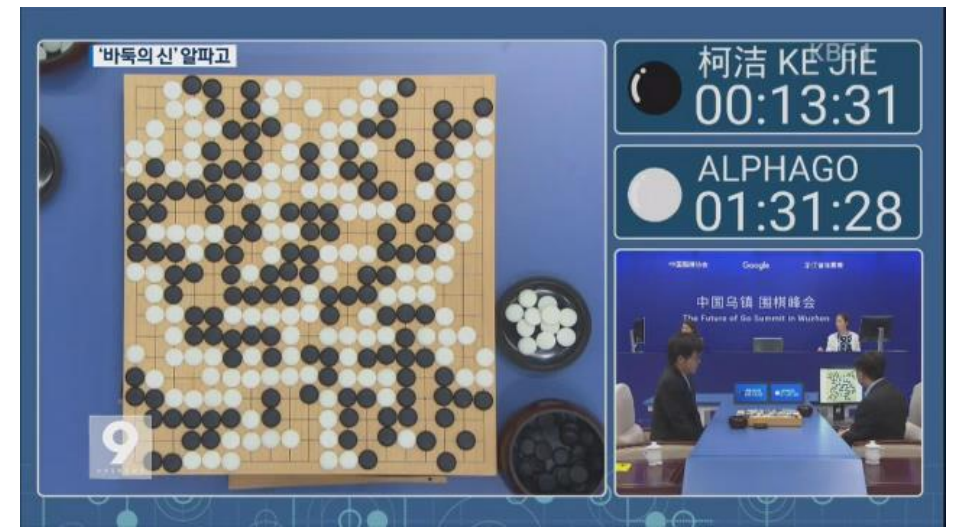 '바둑의 신' 알파고
KBS1
柯洁 KE JIE
00:13:31
ALPHAGO
01:31:28
Google
中国乌镇 围棋峰会
The Future of Go Summit in Wuzhen
9